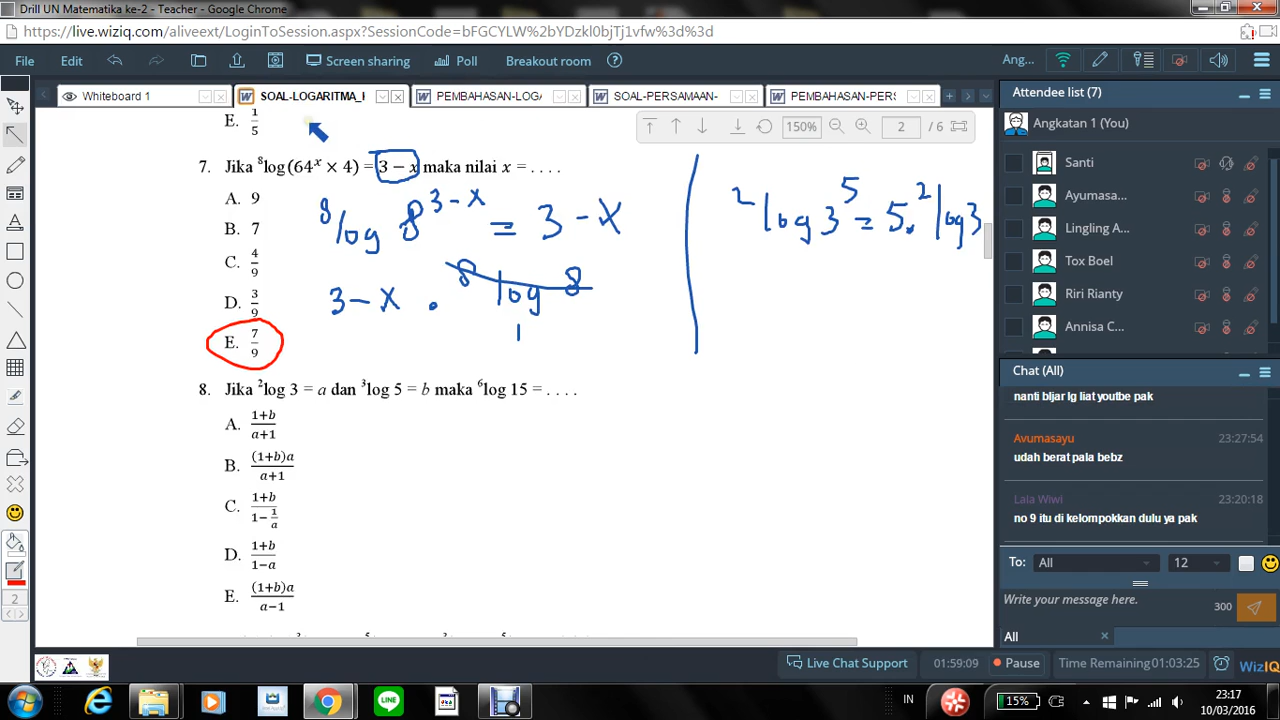 Drill UN Matematika ke-2 - Teacher - Google Chrome
https://live.wiziq.com/aliveext/LoginToSession.aspx?SessionCode=bFGCYLW%2bYDzkl0bjTj1vfw%3d%3d
File Edit Screen sharing Poll Breakout room Ang...
Whiteboard 1 SOAL-LOGARITMA_ PEMBAHASAN-LOG SOAL-PERSAMAAN- PEMBAHASAN-PER
150% 2 / 6
E. 1/5
7. Jika ⁸log(64ˣ × 4) = 3 − x maka nilai x = . . . .
A. 9
B. 7
C. 4/9
D. 3/9
E. 7/9
⁸log 8³⁻ˣ = 3 − x
3 − x . ⁸log 8
1
²log 3⁵ = 5. ²log 3
8. Jika ²log 3 = a dan ³log 5 = b maka ⁶log 15 = . . . .
A. (1+b)/(a+1)
B. (1+b)a/(a+1)
C. (1+b)/(1−1/a)
D. (1+b)/(1−a)
E. (1+b)a/(a−1)
2
Attendee list (7)
Angkatan 1 (You)
Santi
Ayumasa...
Lingling A...
Tox Boel
Riri Rianty
Annisa C...
Chat (All)
nanti bljar lg liat youtbe pak
Avumasayu 23:27:54
udah berat pala bebz
Lala Wiwi 23:20:18
no 9 itu di kelompokkan dulu ya pak
To: All 12
Write your message here. 300
All
Live Chat Support 01:59:09 Pause Time Remaining 01:03:25 WizIQ
IN 15% 23:17
10/03/2016